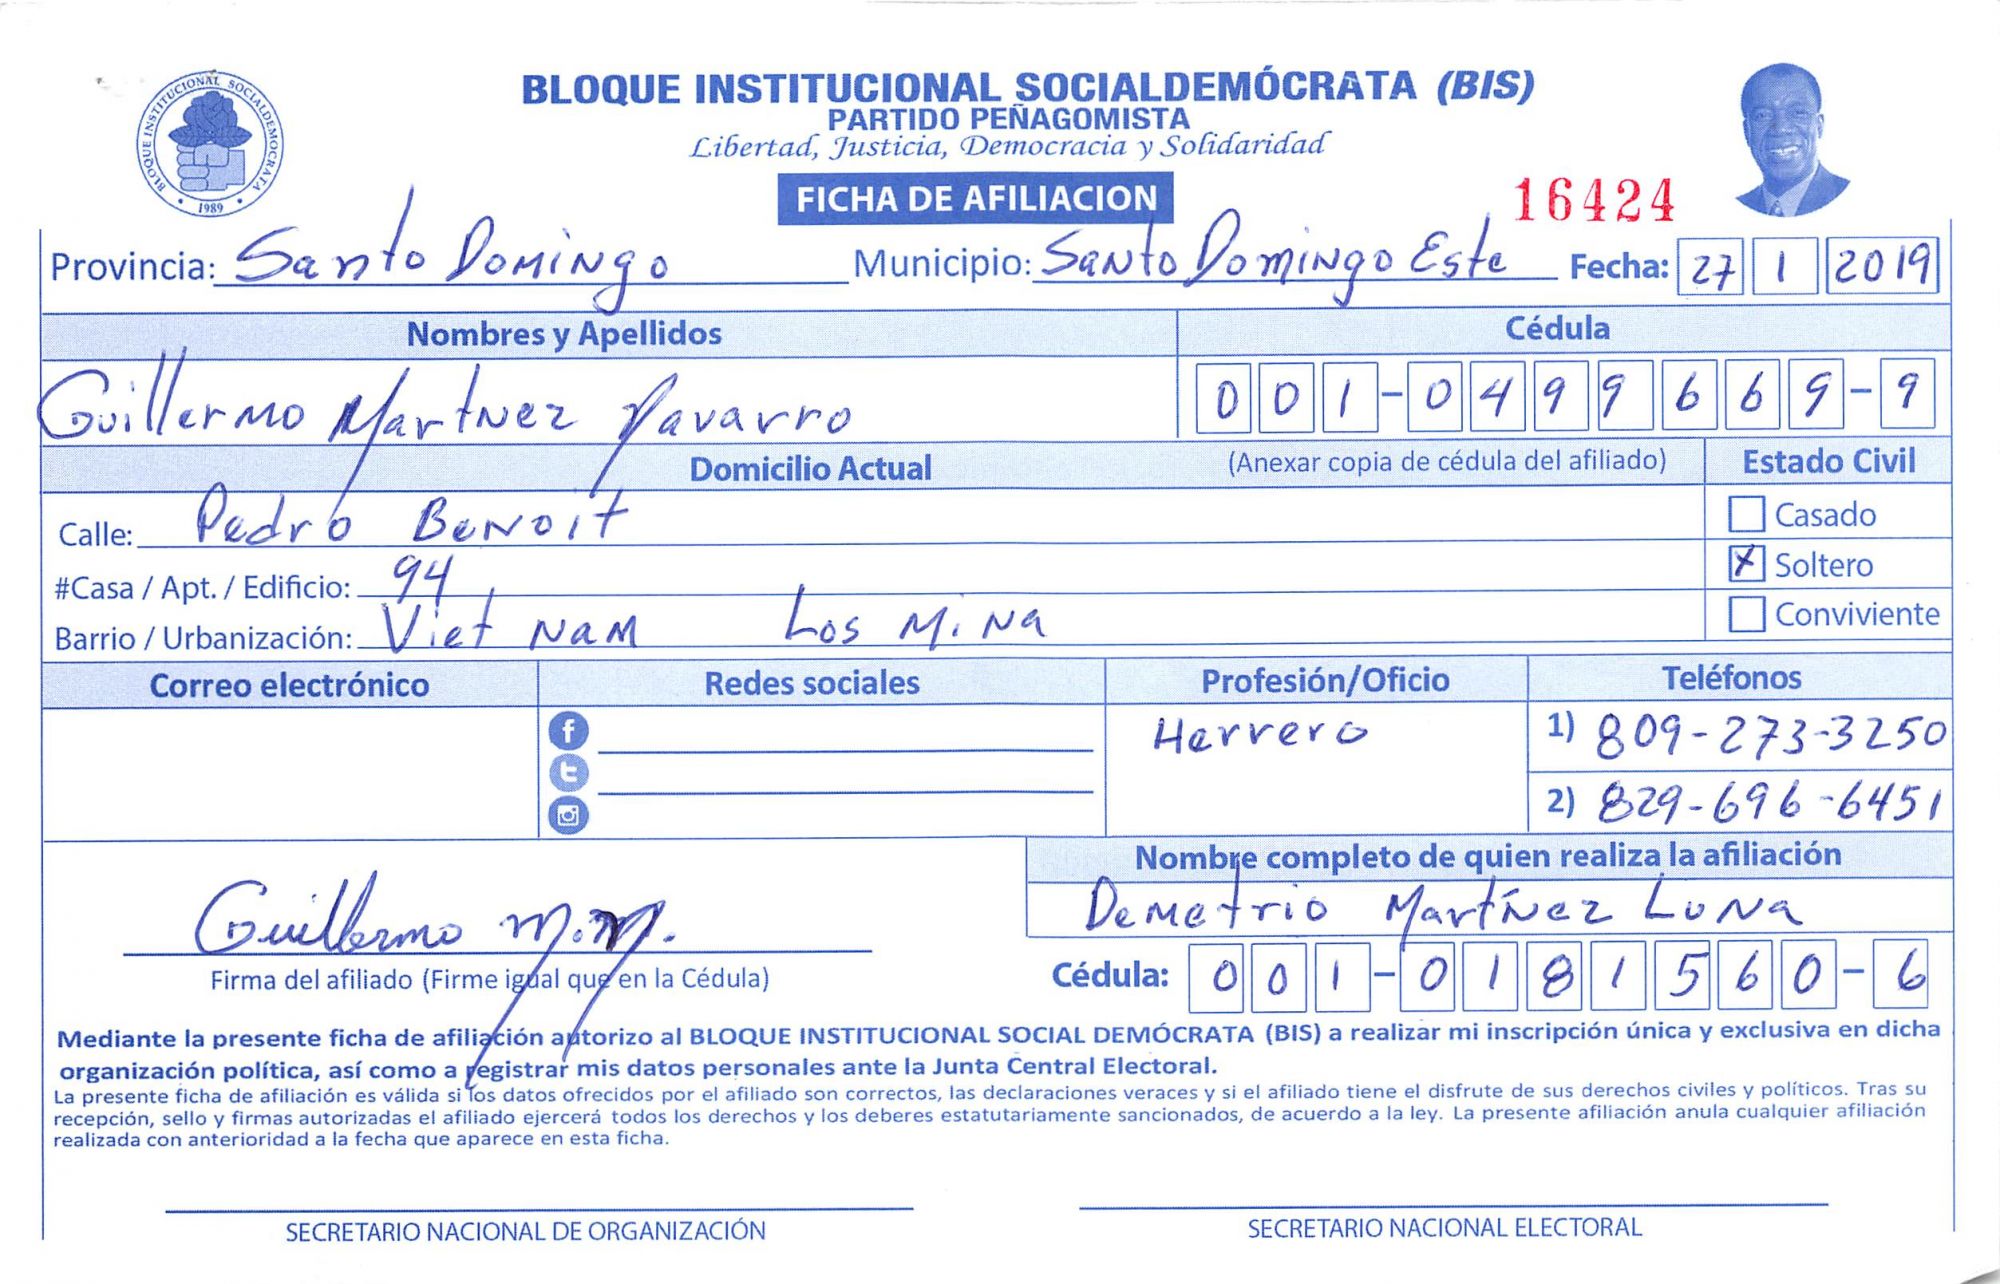 BLOQUE INSTITUCIONAL SOCIALDEMOCRATA
• 1989 •
BLOQUE INSTITUCIONAL SOCIALDEMÓCRATA (BIS)
PARTIDO PEÑAGOMISTA
Libertad, Justicia, Democracia y Solidaridad
FICHA DE AFILIACION
16424
Provincia: Santo Domingo Municipio: Santo Domingo Este Fecha: 27 1 2019
Nombres y Apellidos Cédula
Guillermo Martnez Navarro 001-0499669-9
Domicilio Actual (Anexar copia de cédula del afiliado) Estado Civil
Calle: Pedro Benoit
Casado
#Casa / Apt. / Edificio: 94
X Soltero
Barrio / Urbanización: Viet Nam Los Mina
Conviviente
Correo electrónico Redes sociales Profesión/Oficio Teléfonos
Herrero 1) 809-273-3250
2) 829-696-6451
Nombre completo de quien realiza la afiliación
Demetrio Martínez Luna
Guillermo M.M.
Firma del afiliado (Firme igual que en la Cédula) Cédula: 001-0181560-6
Mediante la presente ficha de afiliación autorizo al BLOQUE INSTITUCIONAL SOCIAL DEMÓCRATA (BIS) a realizar mi inscripción única y exclusiva en dicha
organización política, así como a registrar mis datos personales ante la Junta Central Electoral.
La presente ficha de afiliación es válida si los datos ofrecidos por el afiliado son correctos, las declaraciones veraces y si el afiliado tiene el disfrute de sus derechos civiles y políticos. Tras su
recepción, sello y firmas autorizadas el afiliado ejercerá todos los derechos y los deberes estatutariamente sancionados, de acuerdo a la ley. La presente afiliación anula cualquier afiliación
realizada con anterioridad a la fecha que aparece en esta ficha.
SECRETARIO NACIONAL DE ORGANIZACIÓN SECRETARIO NACIONAL ELECTORAL